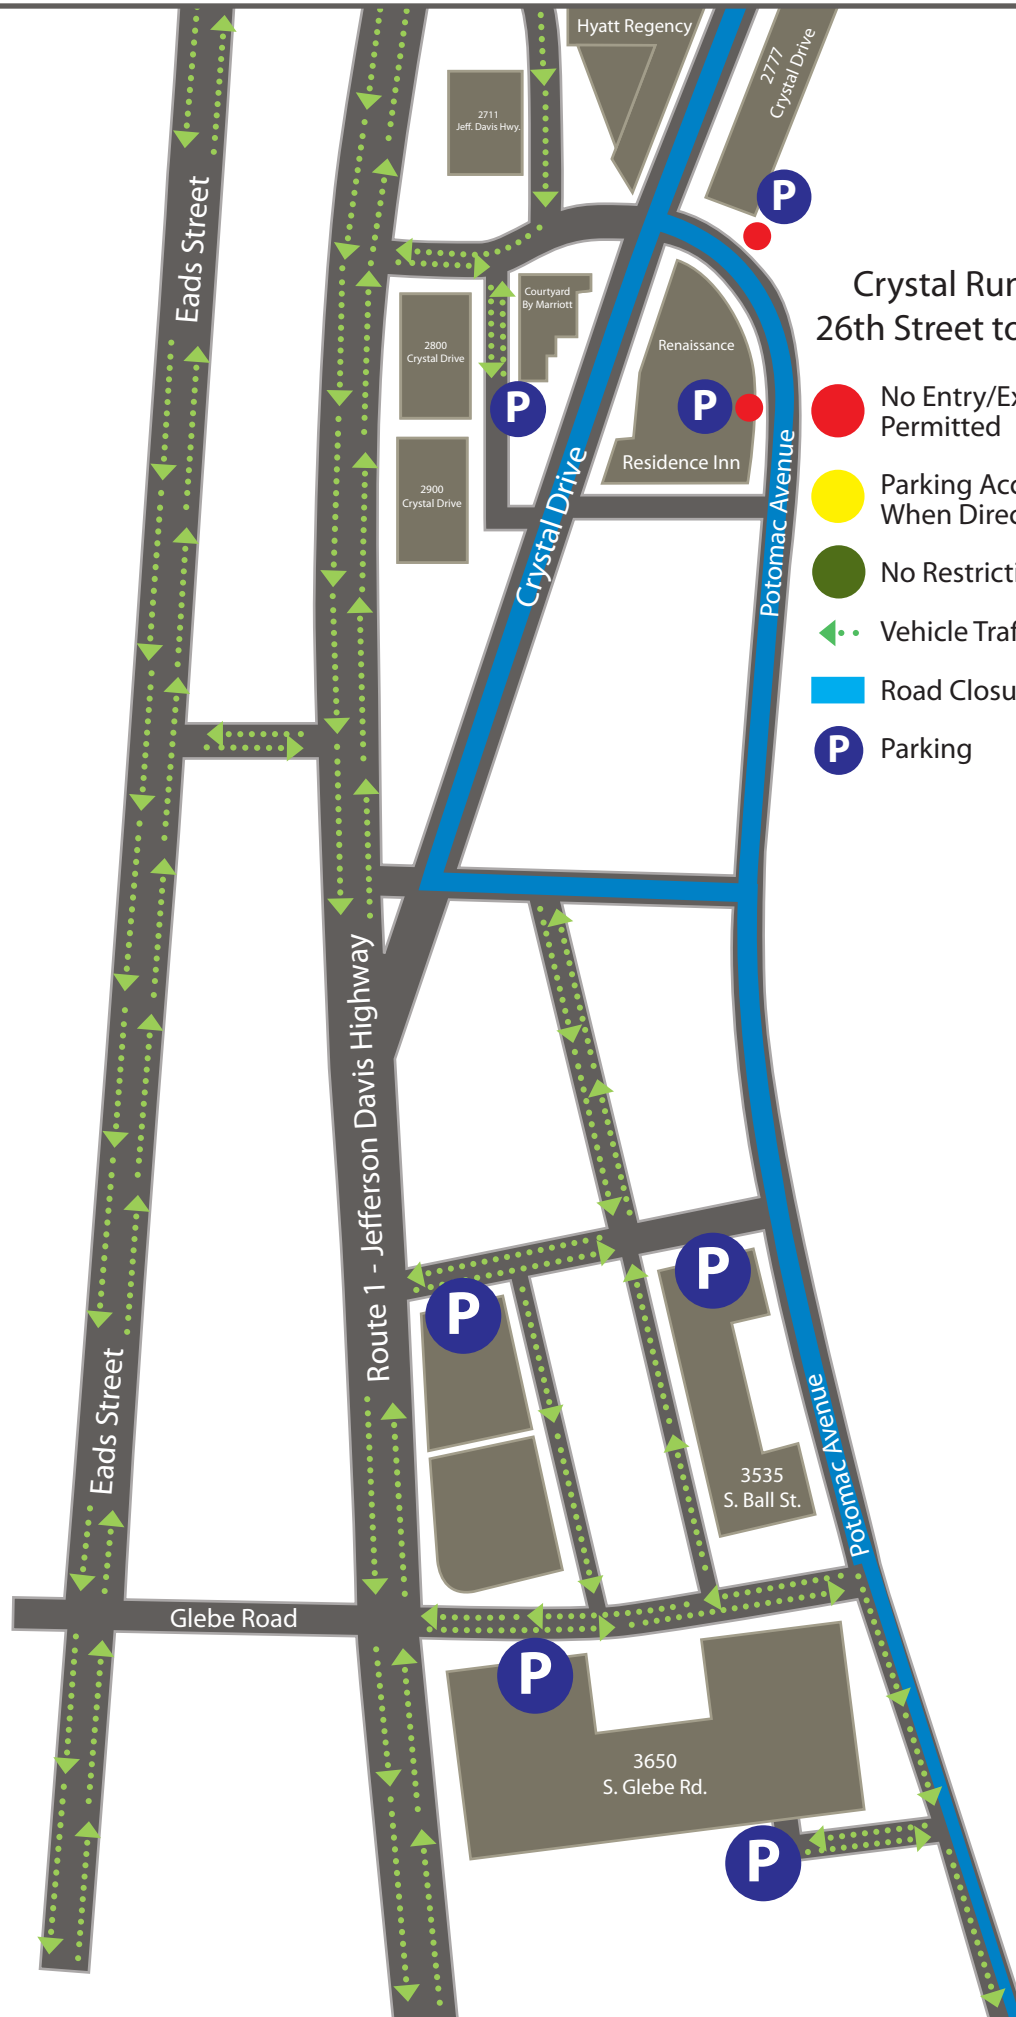 Hyatt Regency
2777
Crystal Drive
2711
Jeff. Davis Hwy.
P
Eads Street
Courtyard
By Marriott
2800
Crystal Drive
Renaissance
P
P
Residence Inn
2900
Crystal Drive
Crystal Drive
Potomac Avenue
Crystal Run
26th Street to
No Entry/Ex
Permitted
Parking Acc
When Direc
No Restricti
Vehicle Traf
Road Closu
P Parking
Route 1 - Jefferson Davis Highway
P
P
Eads Street
Potomac Avenue
3535
S. Ball St.
Glebe Road
P
3650
S. Glebe Rd.
P